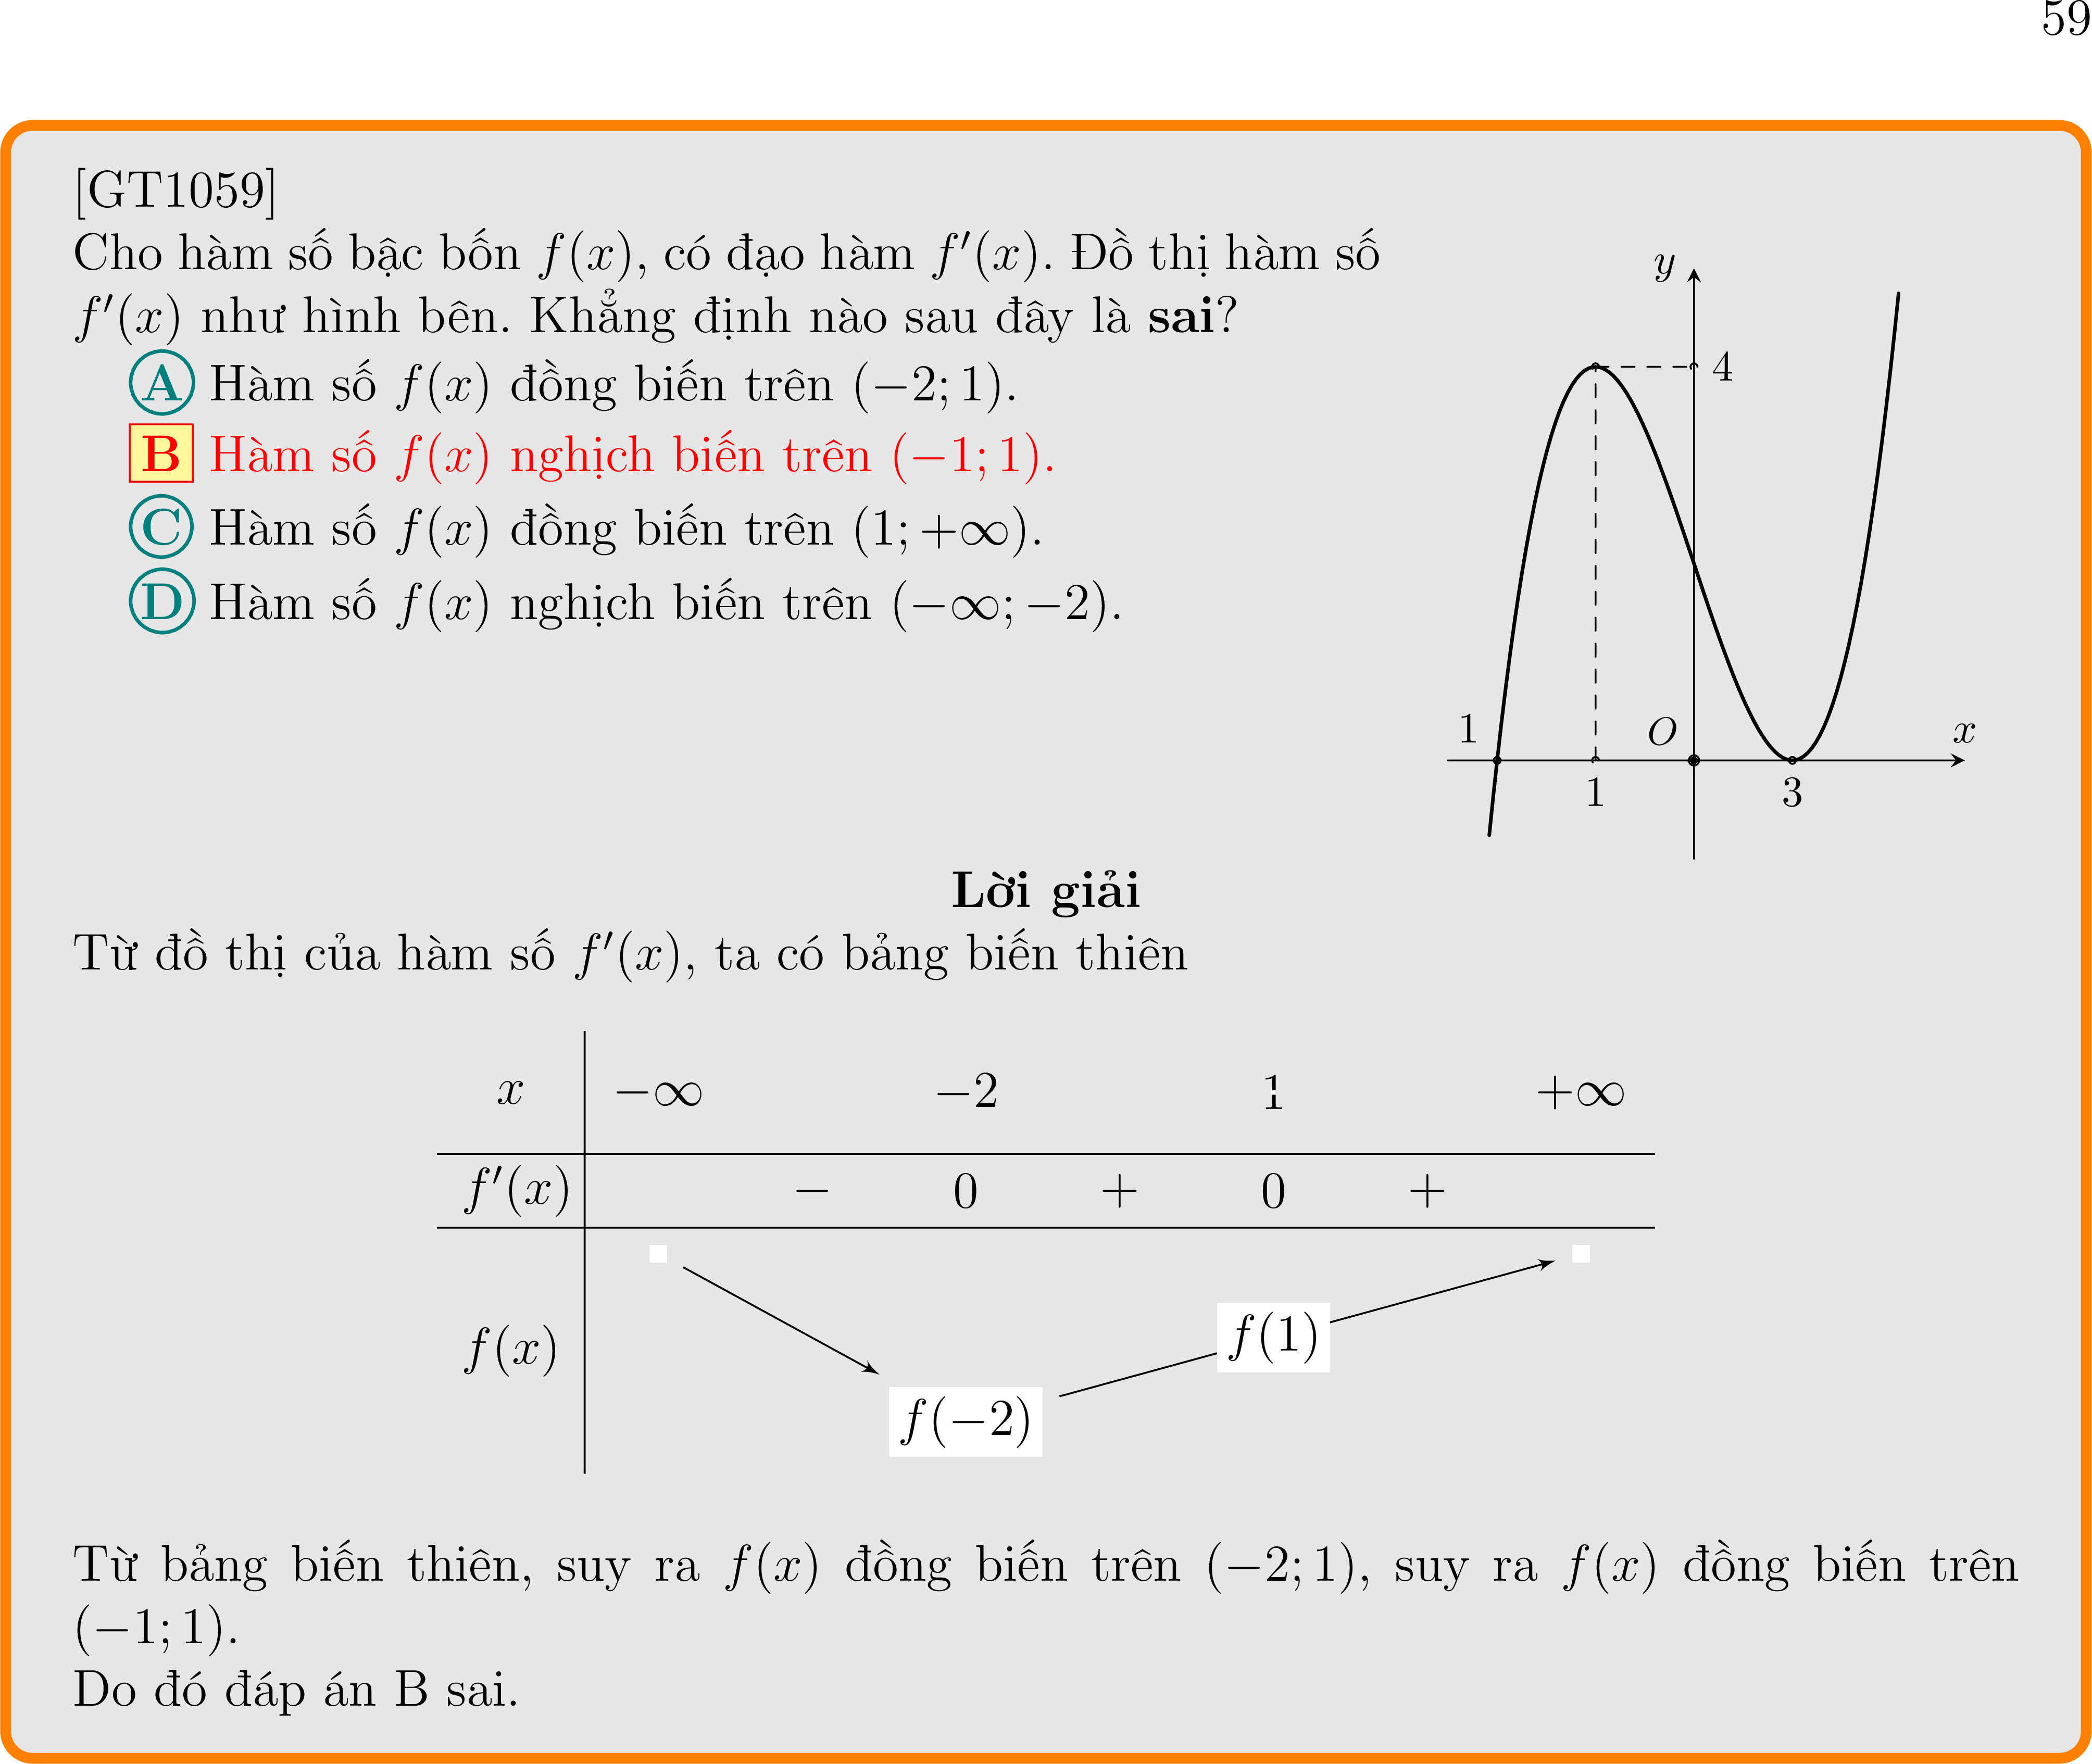 59
[GT1059]
Cho hàm số bậc bốn f(x), có đạo hàm f′(x). Đồ thị hàm số
f′(x) như hình bên. Khẳng định nào sau đây là sai?
A Hàm số f(x) đồng biến trên (−2; 1).
B Hàm số f(x) nghịch biến trên (−1; 1).
C Hàm số f(x) đồng biến trên (1; +∞).
D Hàm số f(x) nghịch biến trên (−∞; −2).
y
4
1
O
x
1
3
Lời giải
Từ đồ thị của hàm số f′(x), ta có bảng biến thiên
x −∞ −2 1 +∞
f′(x) − 0 + 0 +
f(x)
f(1)
f(−2)
Từ bảng biến thiên, suy ra f(x) đồng biến trên (−2; 1), suy ra f(x) đồng biến trên
(−1; 1).
Do đó đáp án B sai.